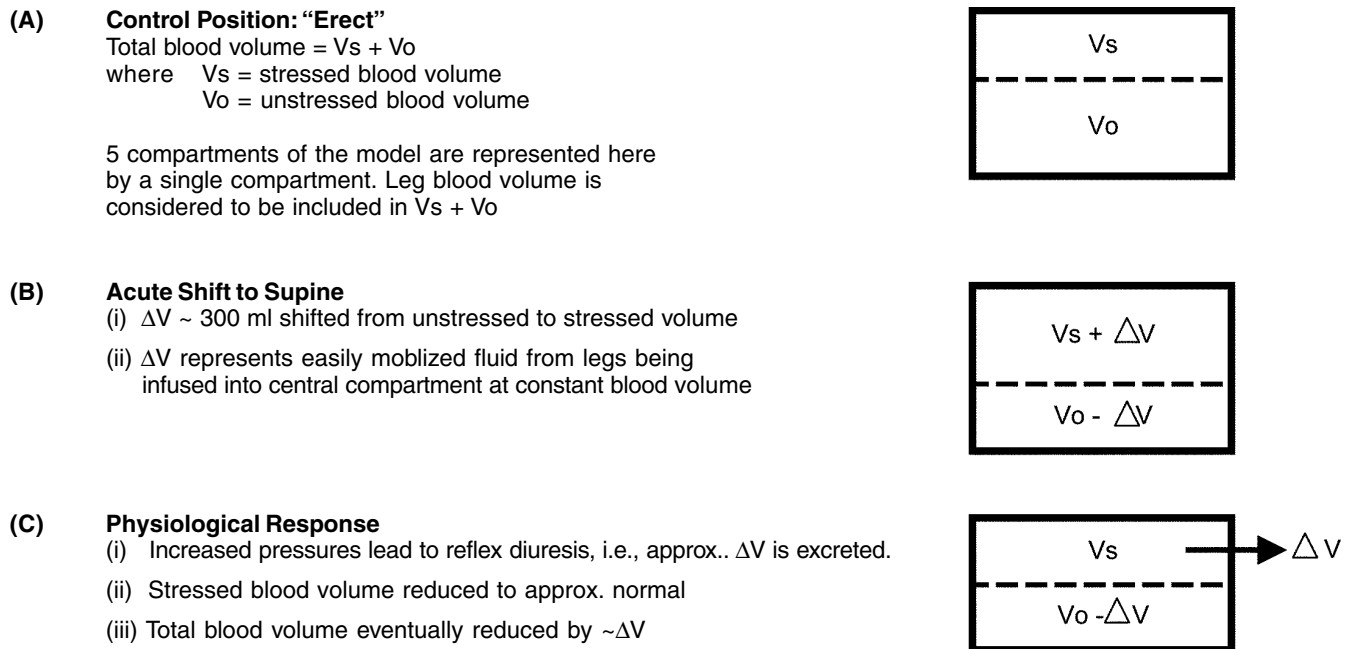 (A) Control Position: “Erect”
Total blood volume = Vs + Vo
where Vs = stressed blood volume
Vo = unstressed blood volume
5 compartments of the model are represented here
by a single compartment. Leg blood volume is
considered to be included in Vs + Vo
Vs
Vo
(B) Acute Shift to Supine
(i) ΔV ~ 300 ml shifted from unstressed to stressed volume
(ii) ΔV represents easily moblized fluid from legs being
infused into central compartment at constant blood volume
Vs + ΔV
Vo - ΔV
(C) Physiological Response
(i) Increased pressures lead to reflex diuresis, i.e., approx.. ΔV is excreted.
(ii) Stressed blood volume reduced to approx. normal
(iii) Total blood volume eventually reduced by ~ΔV
Vs
ΔV
Vo -ΔV